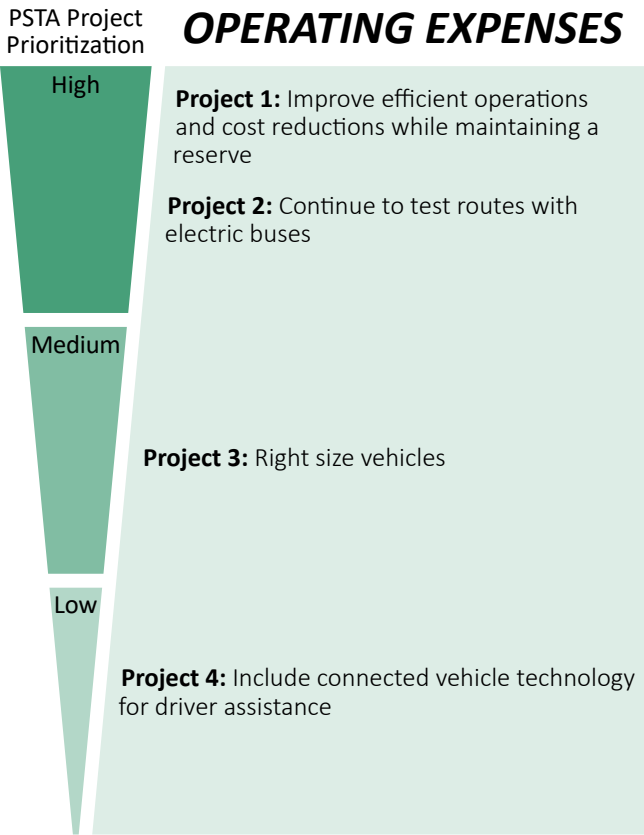 PSTA Project
Prioritization
OPERATING EXPENSES
High
Project 1: Improve efficient operations
and cost reductions while maintaining a
reserve
Project 2: Continue to test routes with
electric buses
Medium
Project 3: Right size vehicles
Low
Project 4: Include connected vehicle technology
for driver assistance